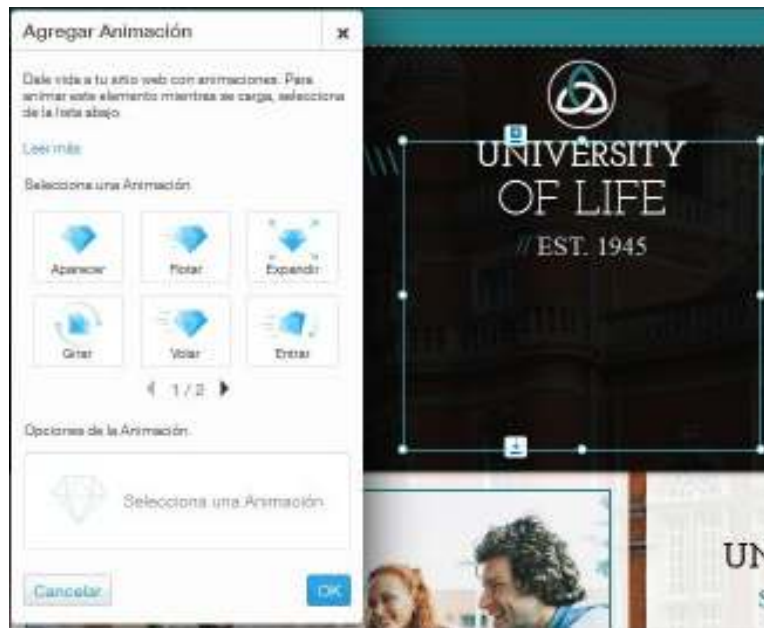 Agregar Animación
Dale vida a tu sitio web con animaciones. Para
animar este elemento mientras se carga, selecciona
de la lista abajo.
Leer más
Selecciona una Animación
Aparecer
Flotar
Expandir
Girar
Volar
Entrar
1 / 2
Opciones de la Animación
Selecciona una Animación
Cancelar
OK
UNIVERSITY
OF LIFE
// EST. 1945
UN
S